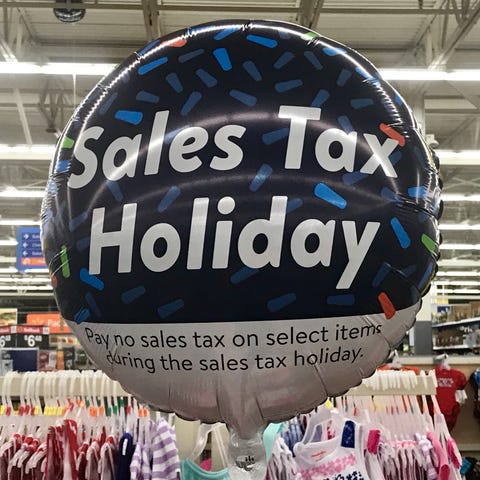 Sales Tax
Holiday
Pay no sales tax on select items
during the sales tax holiday.